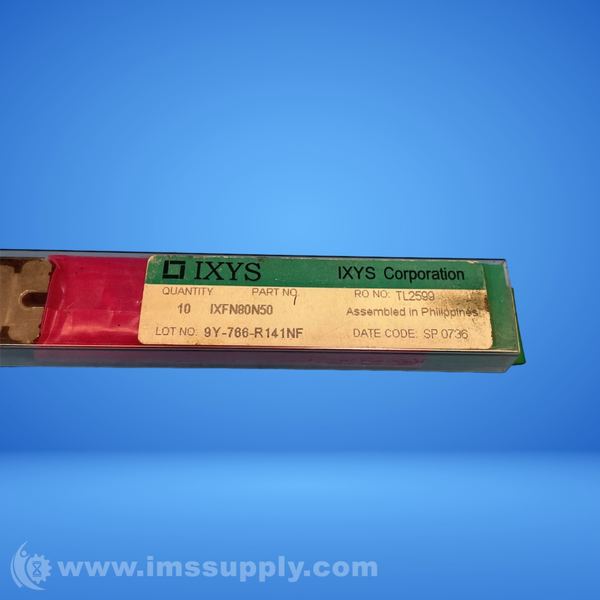 IXYS IXYS Corporation
QUANTITY PART NO RO NO: TL2599
10 IXFN80N50 Assembled in Philippines
LOT NO. 9Y-766-R141NF DATE CODE: SP 0736
www.imssupply.com